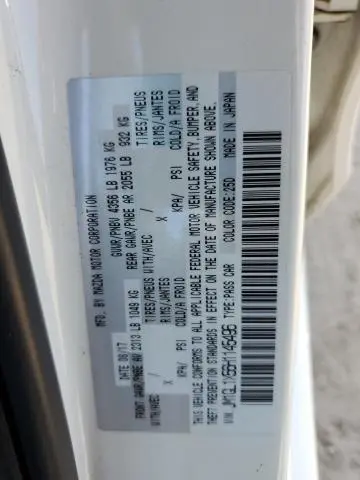 MFD. BY MAZDA MOTOR CORPORATION
DATE 06/17 GVWR/PNBV 4356 LB 1976 KG
FRONT GAWR/PNBE AV 2313 LB 1049 KG REAR GAWR/PNBE AR 2055 LB 932 KG
WITH/AVEC / TIRES/PNEUS WITH/AVEC / TIRES/PNEUS
X RIMS/JANTES X RIMS/JANTES
KPA/ PSI COLD/A FROID KPA/ PSI COLD/A FROID
THIS VEHICLE CONFORMS TO ALL APPLICABLE FEDERAL MOTOR VEHICLE SAFETY, BUMPER, AND
THEFT PREVENTION STANDARDS IN EFFECT ON THE DATE OF MANUFACTURE SHOWN ABOVE.
TYPE:PASS CAR COLOR CODE:25D MADE IN JAPAN